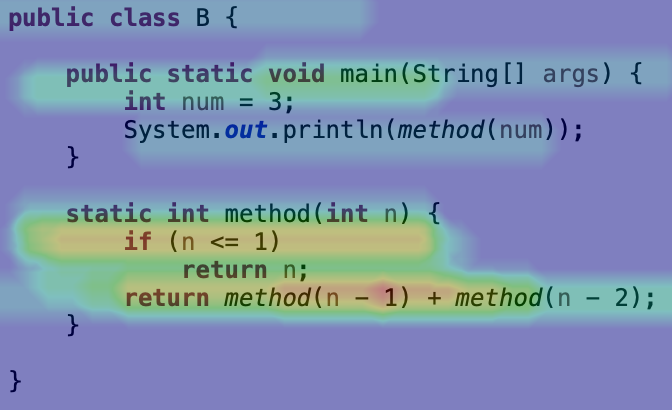 public class B {
public static void main(String[] args) {
int num = 3;
System.out.println(method(num));
}
static int method(int n) {
if (n <= 1)
return n;
return method(n - 1) + method(n - 2);
}
}